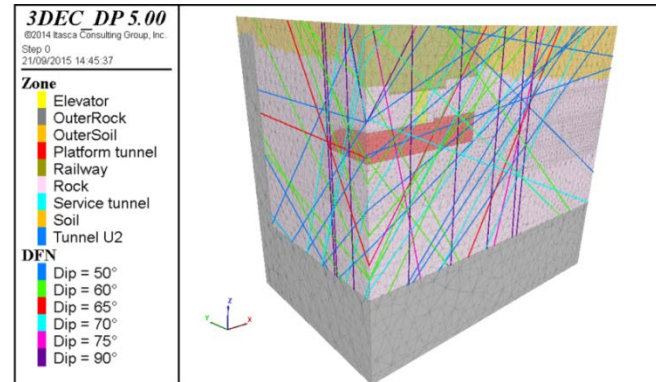 3DEC_DP 5.00
©2014 Itasca Consulting Group, Inc.
Step 0
21/09/2015 14:45:37
Zone
Elevator
OuterRock
OuterSoil
Platform tunnel
Railway
Rock
Service tunnel
Soil
Tunnel U2
DFN
Dip = 50°
Dip = 60°
Dip = 65°
Dip = 70°
Dip = 75°
Dip = 90°
Z
Y
X